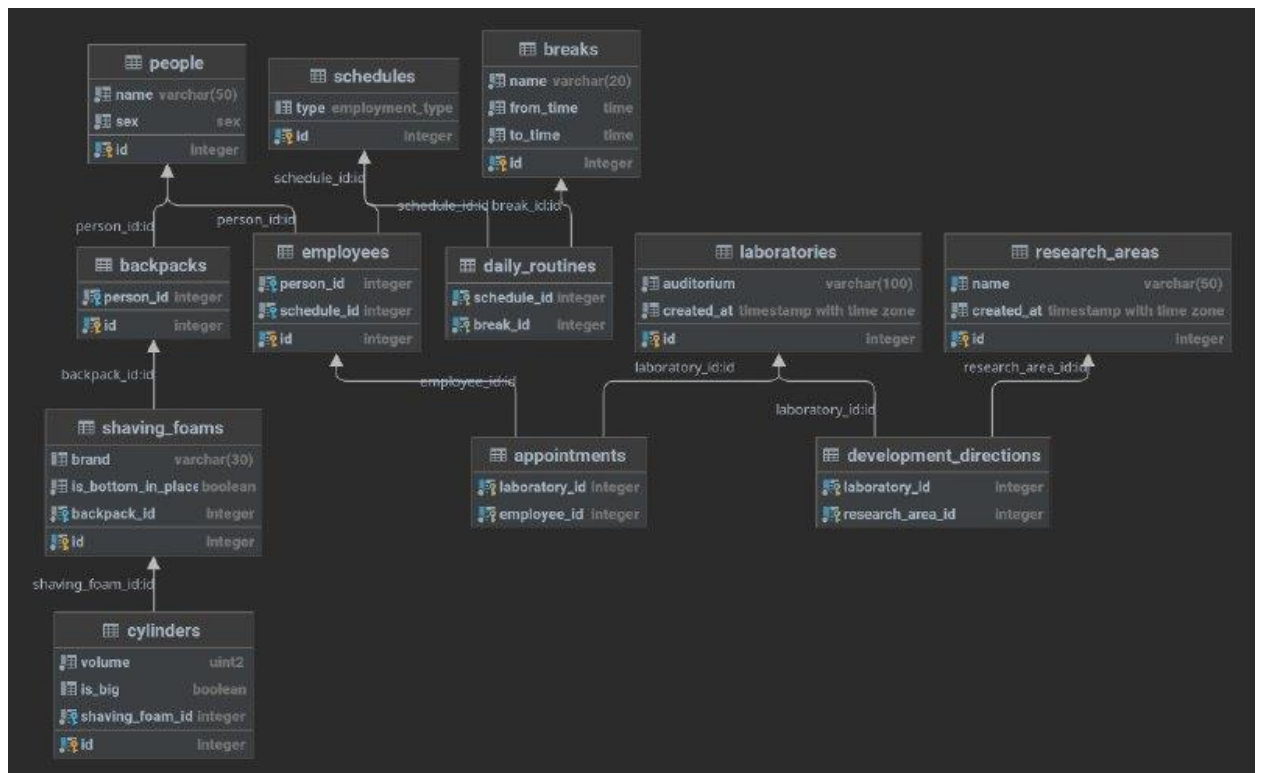 people
name varchar(50)
sex sex
id integer
schedules
type employment_type
id integer
breaks
name varchar(20)
from_time time
to_time time
id integer
schedule_id:id
schedule_id:id
break_id:id
person_id:id
person_id:id
backpacks
person_id integer
id integer
employees
person_id integer
schedule_id integer
id integer
daily_routines
schedule_id integer
break_id integer
laboratories
auditorium varchar(100)
created_at timestamp with time zone
id integer
research_areas
name varchar(50)
created_at timestamp with time zone
id integer
backpack_id:id
employee_id:id
laboratory_id:id
research_area_id:id
laboratory_id:id
shaving_foams
brand varchar(30)
is_bottom_in_place boolean
backpack_id integer
id integer
appointments
laboratory_id integer
employee_id integer
development_directions
laboratory_id integer
research_area_id integer
shaving_foam_id:id
cylinders
volume uint2
is_big boolean
shaving_foam_id integer
id integer